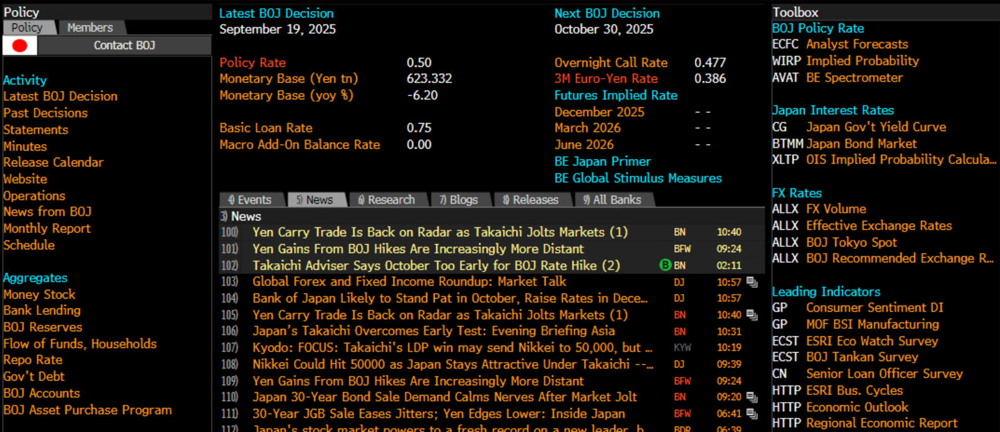 Policy
Policy Members
Contact BOJ
Activity
Latest BOJ Decision
Past Decisions
Statements
Minutes
Release Calendar
Website
Operations
News from BOJ
Monthly Report
Schedule
Aggregates
Money Stock
Bank Lending
BOJ Reserves
Flow of Funds, Households
Repo Rate
Gov't Debt
BOJ Accounts
BOJ Asset Purchase Program
Latest BOJ Decision
September 19, 2025
Policy Rate 0.50
Monetary Base (Yen tn) 623.332
Monetary Base (yoy %) -6.20
Basic Loan Rate 0.75
Macro Add-On Balance Rate 0.00
Next BOJ Decision
October 30, 2025
Overnight Call Rate 0.477
3M Euro-Yen Rate 0.386
Futures Implied Rate
December 2025 - -
March 2026 - -
June 2026 - -
BE Japan Primer
BE Global Stimulus Measures
4) Events 5) News 6) Research 7) Blogs 8) Releases 9) All Banks
3) News
100) Yen Carry Trade Is Back on Radar as Takaichi Jolts Markets (1) BN 10:40
101) Yen Gains From BOJ Hikes Are Increasingly More Distant BFW 09:24
102) Takaichi Adviser Says October Too Early for BOJ Rate Hike (2) B BN 02:11
103) Global Forex and Fixed Income Roundup: Market Talk DJ 10:57
104) Bank of Japan Likely to Stand Pat in October, Raise Rates in Dece... DJ 10:57
105) Yen Carry Trade Is Back on Radar as Takaichi Jolts Markets (1) BN 10:40
106) Japan's Takaichi Overcomes Early Test: Evening Briefing Asia BN 10:31
107) Kyodo: FOCUS: Takaichi's LDP win may send Nikkei to 50,000, but ... KYW 10:19
108) Nikkei Could Hit 50000 as Japan Stays Attractive Under Takaichi --... DJ 09:39
109) Yen Gains From BOJ Hikes Are Increasingly More Distant BFW 09:24
110) Japan 30-Year Bond Sale Demand Calms Nerves After Market Jolt BN 09:20
111) 30-Year JGB Sale Eases Jitters; Yen Edges Lower: Inside Japan BFW 06:41
112) Japan's stock market powers to a fresh record on a new leader, b... BDR 06:39
Toolbox
BOJ Policy Rate
ECFC Analyst Forecasts
WIRP Implied Probability
AVAT BE Spectrometer
Japan Interest Rates
CG Japan Gov't Yield Curve
BTMM Japan Bond Market
XLTP OIS Implied Probability Calcula...
FX Rates
ALLX FX Volume
ALLX Effective Exchange Rates
ALLX BOJ Tokyo Spot
ALLX BOJ Recommended Exchange R...
Leading Indicators
GP Consumer Sentiment DI
GP MOF BSI Manufacturing
ECST ESRI Eco Watch Survey
ECST BOJ Tankan Survey
CN Senior Loan Officer Survey
HTTP ESRI Bus. Cycles
HTTP Economic Outlook
HTTP Regional Economic Report